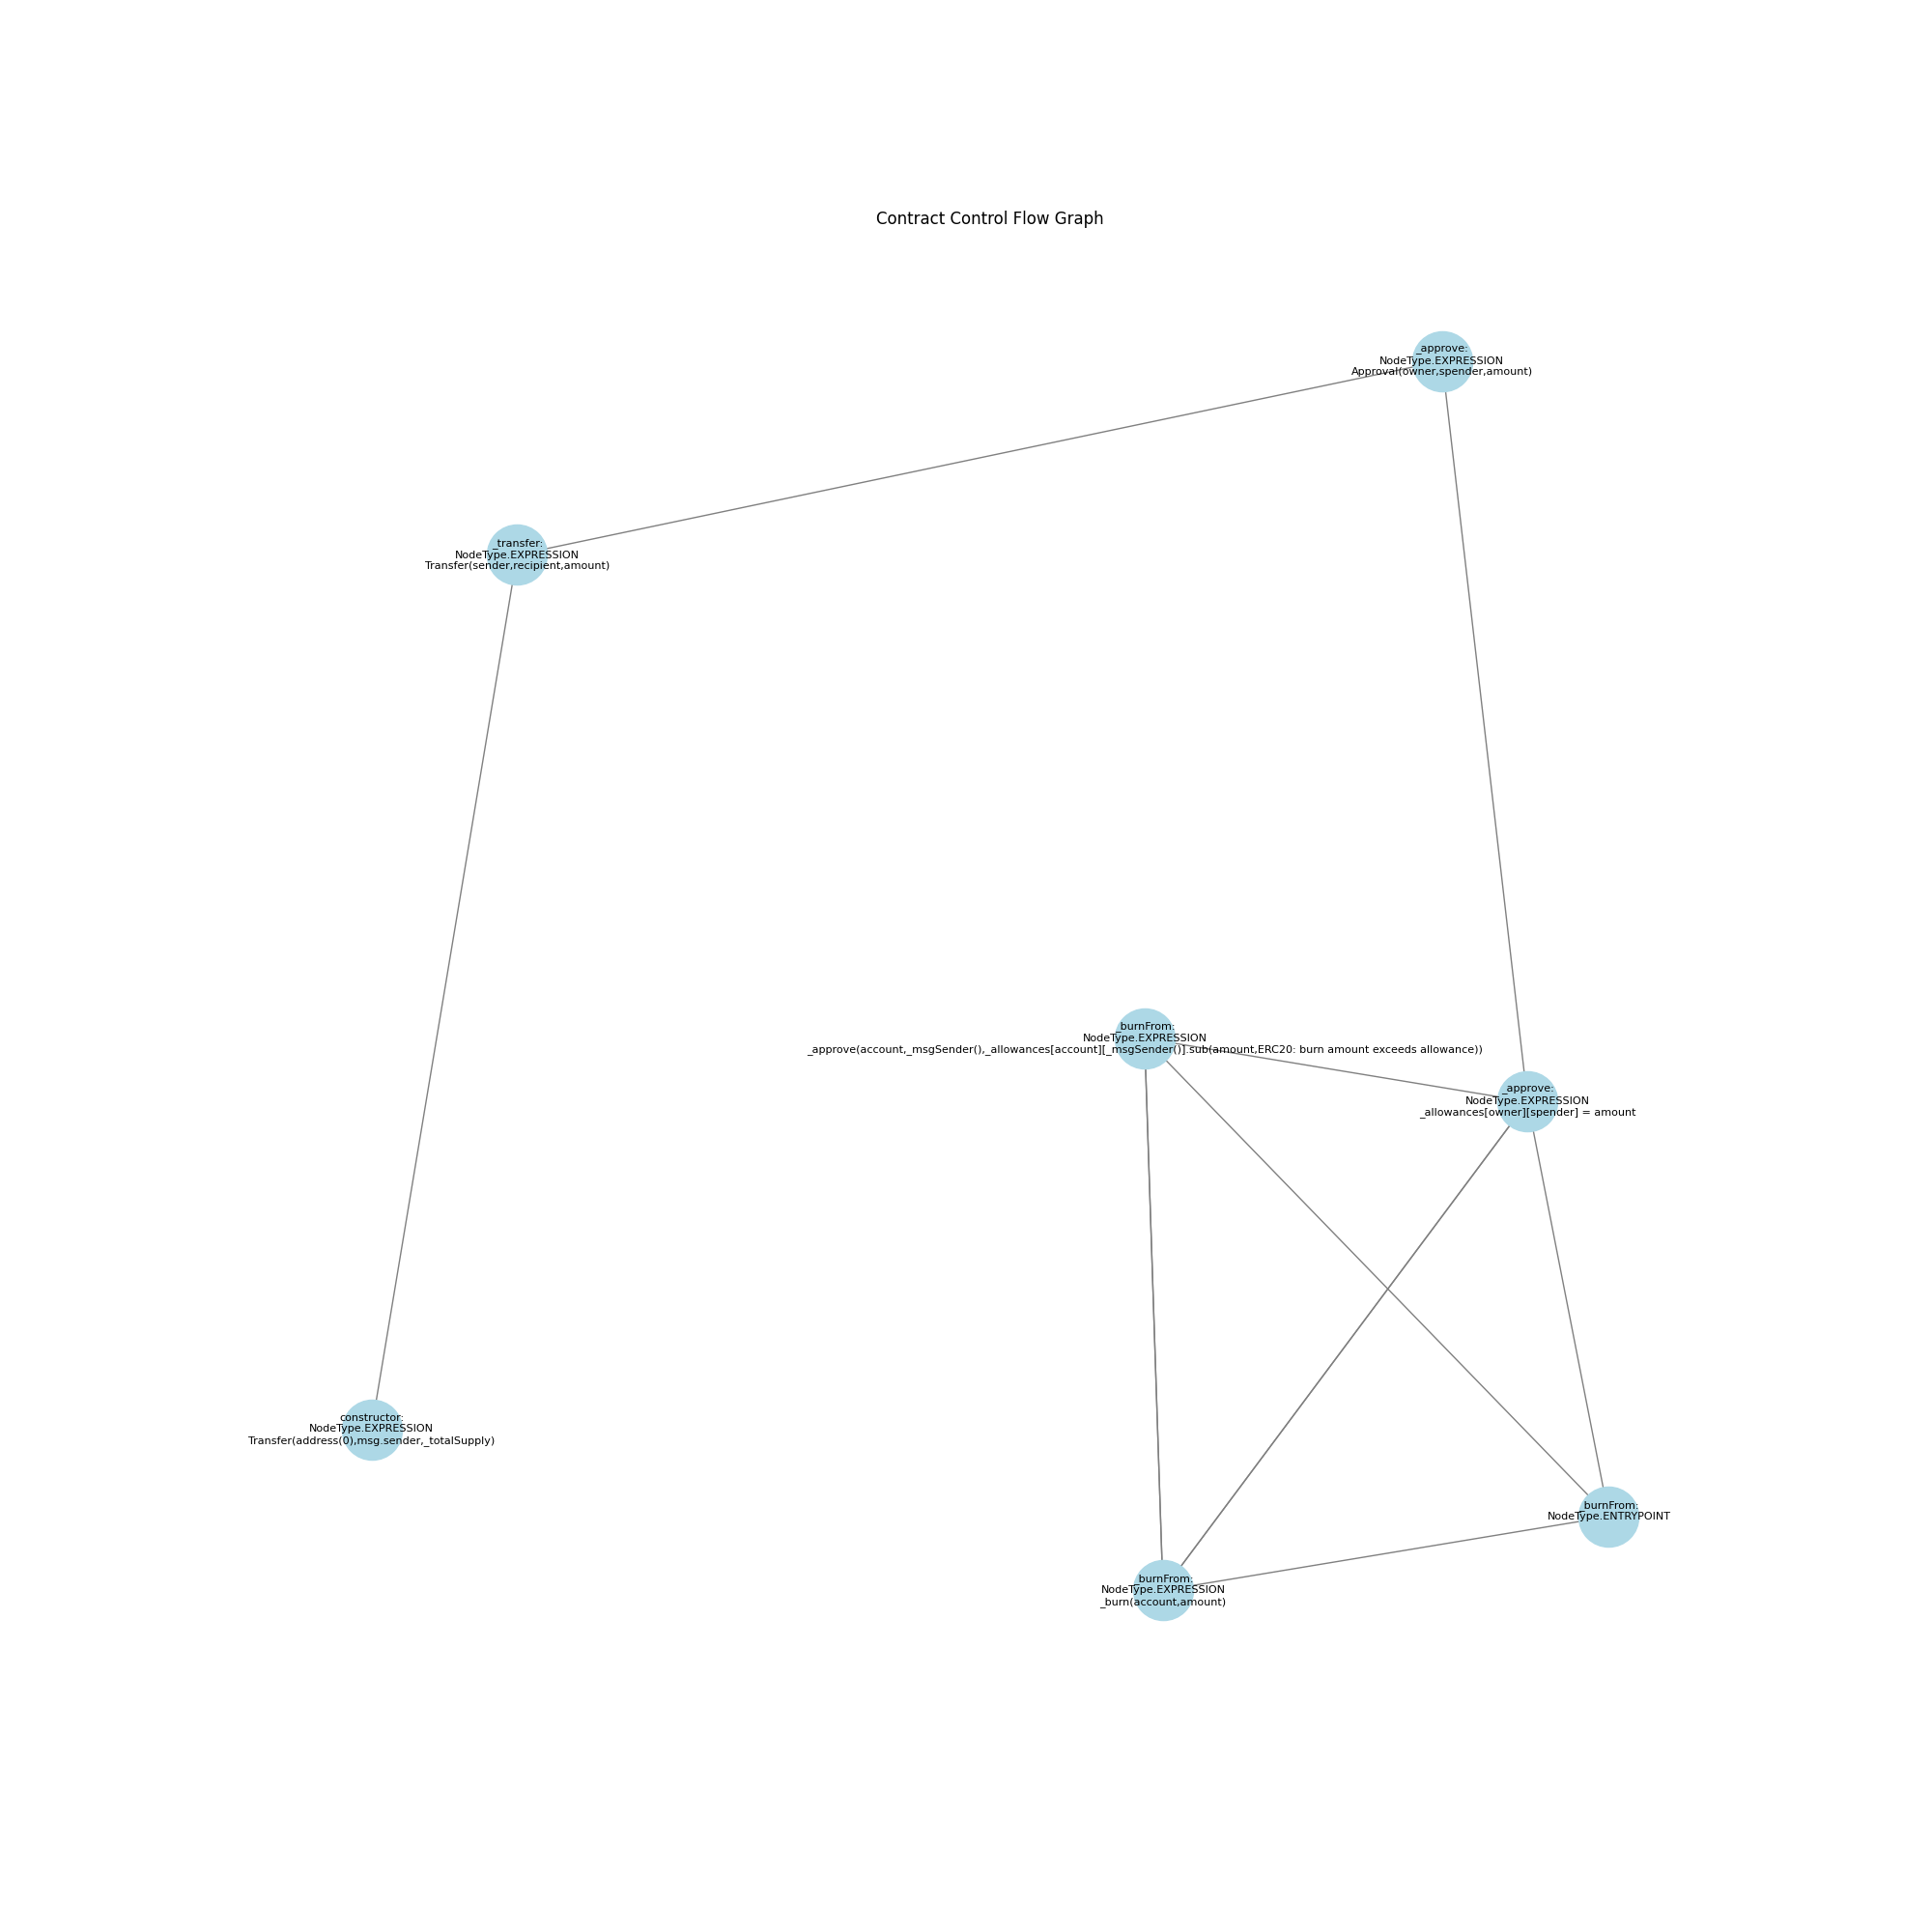 Contract Control Flow Graph
_approve:
NodeType.EXPRESSION
Approval(owner,spender,amount)
_transfer:
NodeType.EXPRESSION
Transfer(sender,recipient,amount)
_burnFrom:
NodeType.EXPRESSION
_approve(account,_msgSender(),_allowances[account][_msgSender()].sub(amount,ERC20: burn amount exceeds allowance))
_approve:
NodeType.EXPRESSION
_allowances[owner][spender] = amount
constructor:
NodeType.EXPRESSION
Transfer(address(0),msg.sender,_totalSupply)
_burnFrom:
NodeType.ENTRYPOINT
_burnFrom:
NodeType.EXPRESSION
_burn(account,amount)